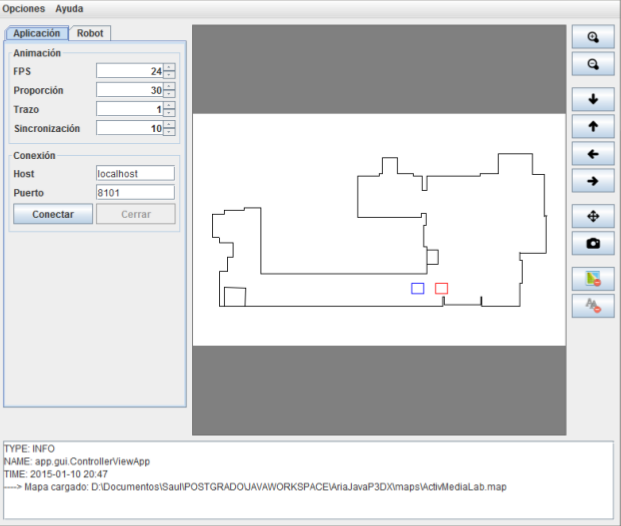 Opciones Ayuda
Aplicación Robot
Animación
FPS 24
Proporción 30
Trazo 1
Sincronización 10
Conexión
Host localhost
Puerto 8101
Conectar Cerrar
TYPE: INFO
NAME: app.gui.ControllerViewApp
TIME: 2015-01-10 20:47
----> Mapa cargado: D:\Documentos\Saul\POSTGRADO\JAVAWORKSPACE\AriaJavaP3DX\maps\ActivMediaLab.map